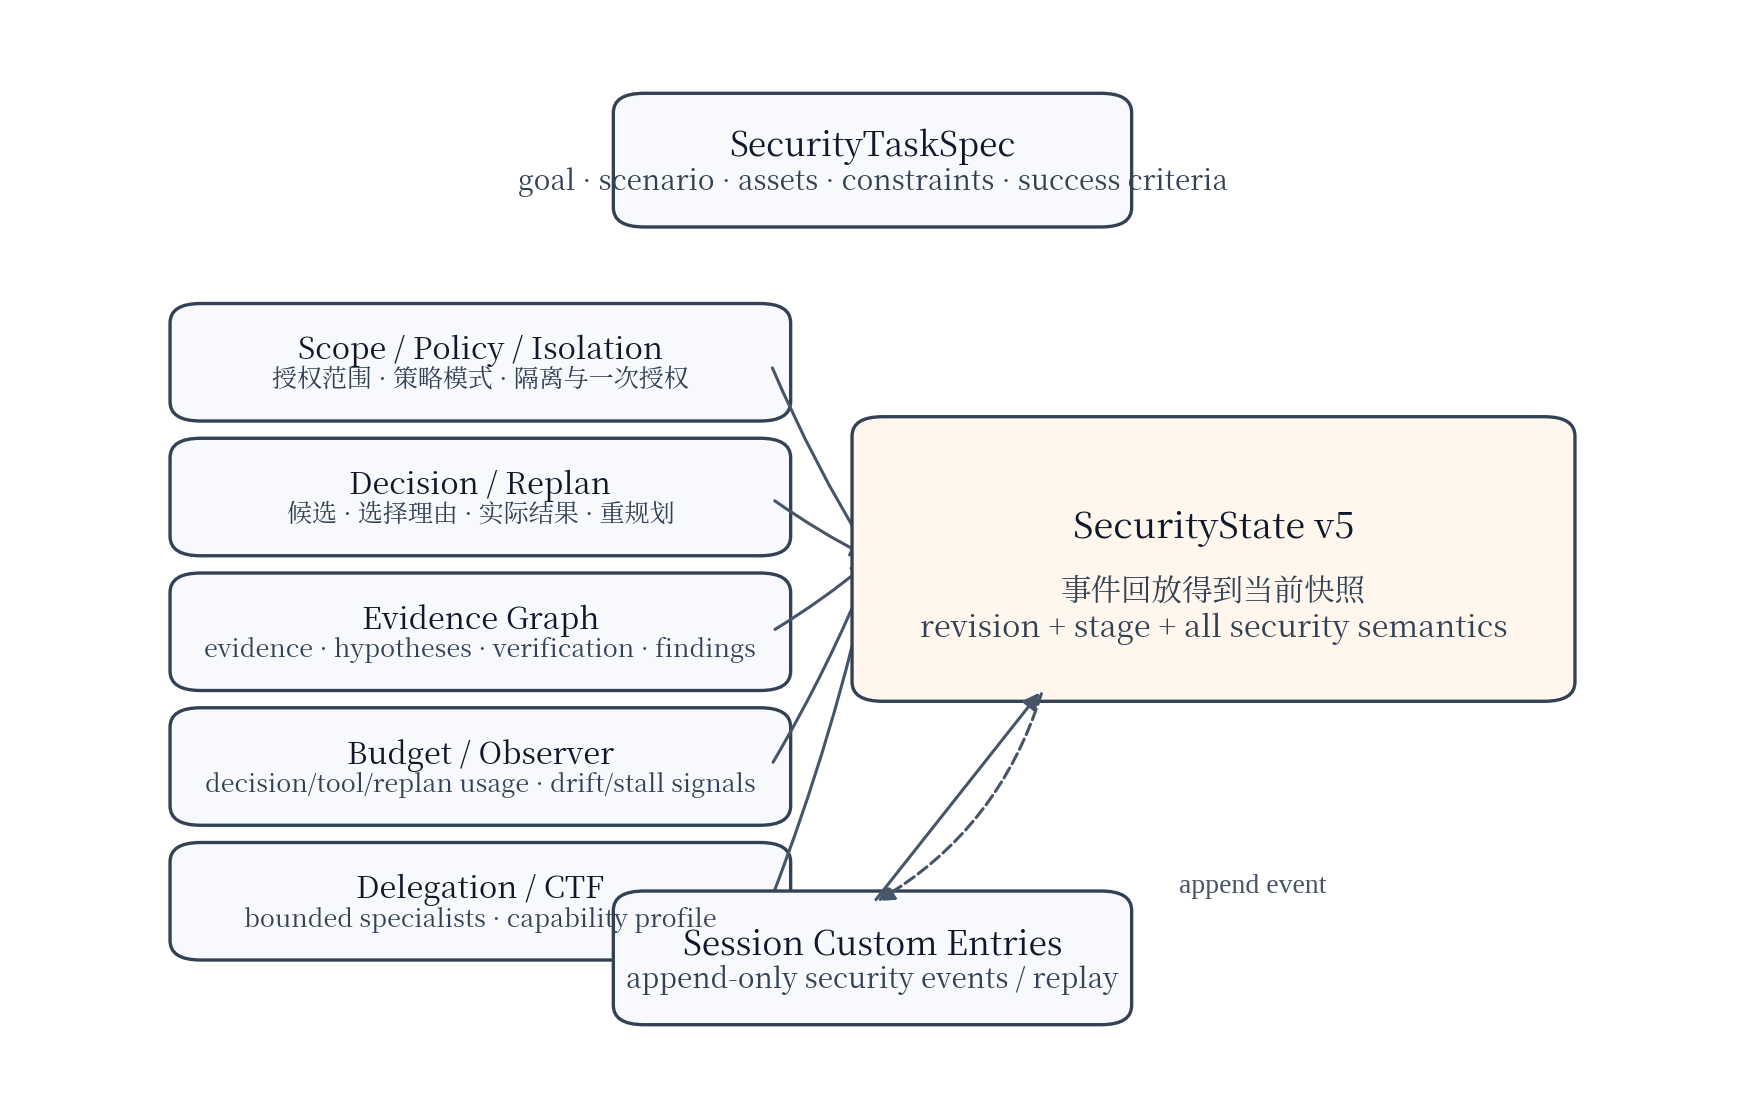 SecurityTaskSpec
goal · scenario · assets · constraints · success criteria
Scope / Policy / Isolation
授权范围 · 策略模式 · 隔离与一次授权
Decision / Replan
候选 · 选择理由 · 实际结果 · 重规划
Evidence Graph
evidence · hypotheses · verification · findings
Budget / Observer
decision/tool/replan usage · drift/stall signals
Delegation / CTF
bounded specialists · capability profile
SecurityState v5
事件回放得到当前快照
revision + stage + all security semantics
append event
Session Custom Entries
append-only security events / replay